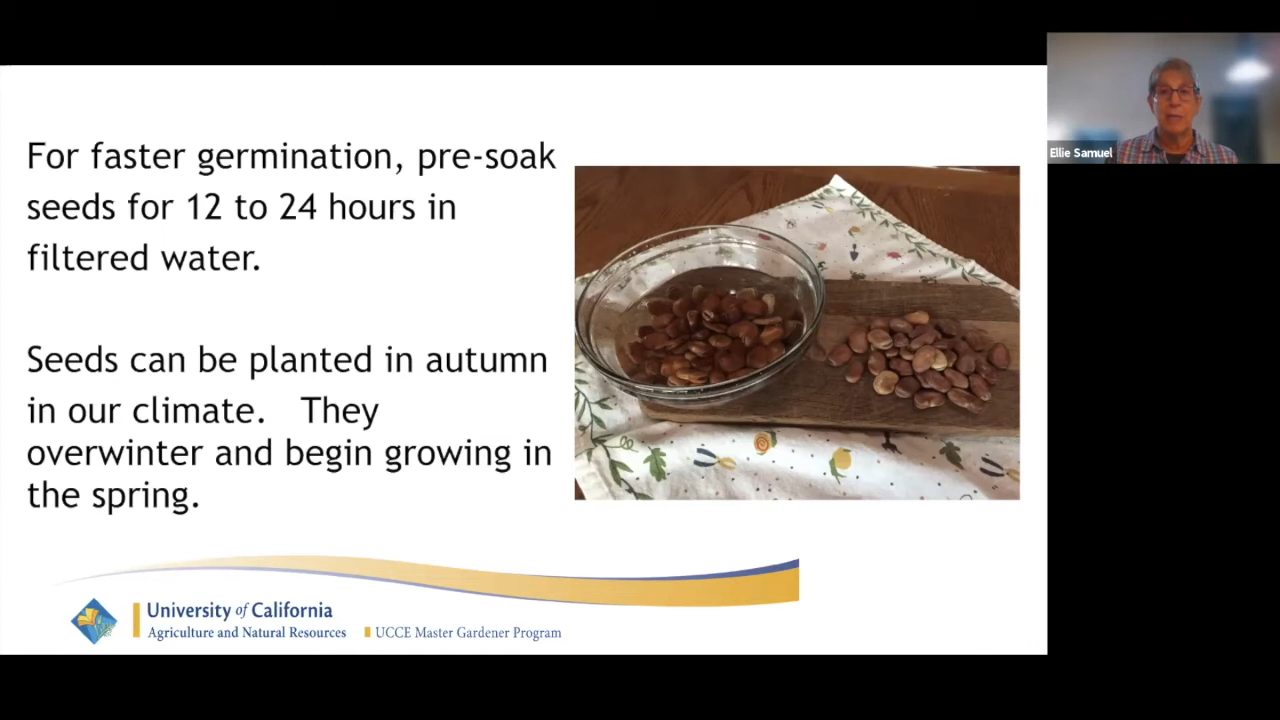 For faster germination, pre-soak
seeds for 12 to 24 hours in
filtered water.
Seeds can be planted in autumn
in our climate. They
overwinter and begin growing in
the spring.
University of California
Agriculture and Natural Resources
UCCE Master Gardener Program
Ellie Samuel